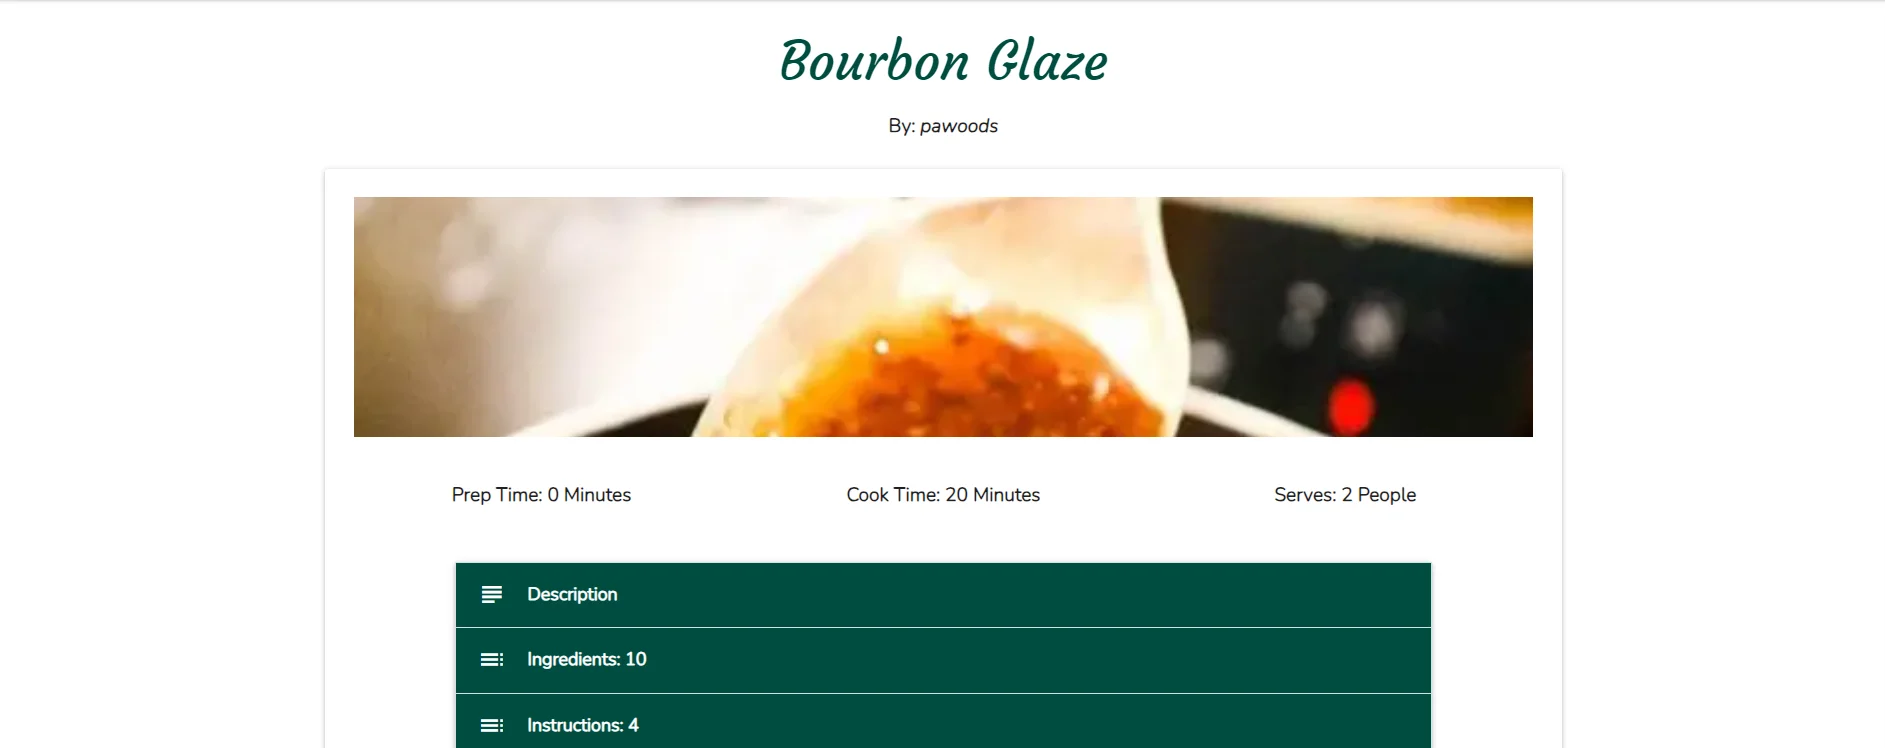 Bourbon Glaze
By: pawoods
Prep Time: 0 Minutes
Cook Time: 20 Minutes
Serves: 2 People
Description
Ingredients: 10
Instructions: 4